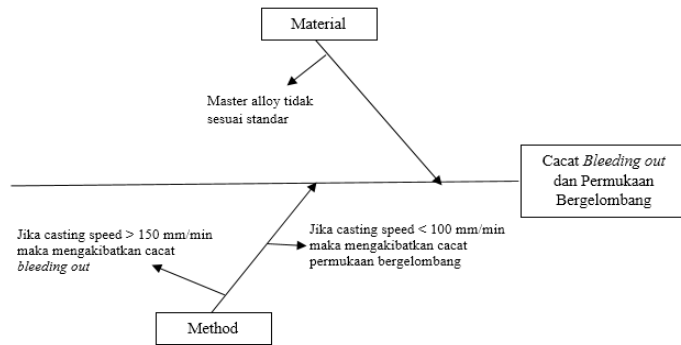 Material
Master alloy tidak
sesuai standar
Cacat Bleeding out
dan Permukaan
Bergelombang
Jika casting speed > 150 mm/min
maka mengakibatkan cacat
bleeding out
Jika casting speed < 100 mm/min
maka mengakibatkan cacat
permukaan bergelombang
Method